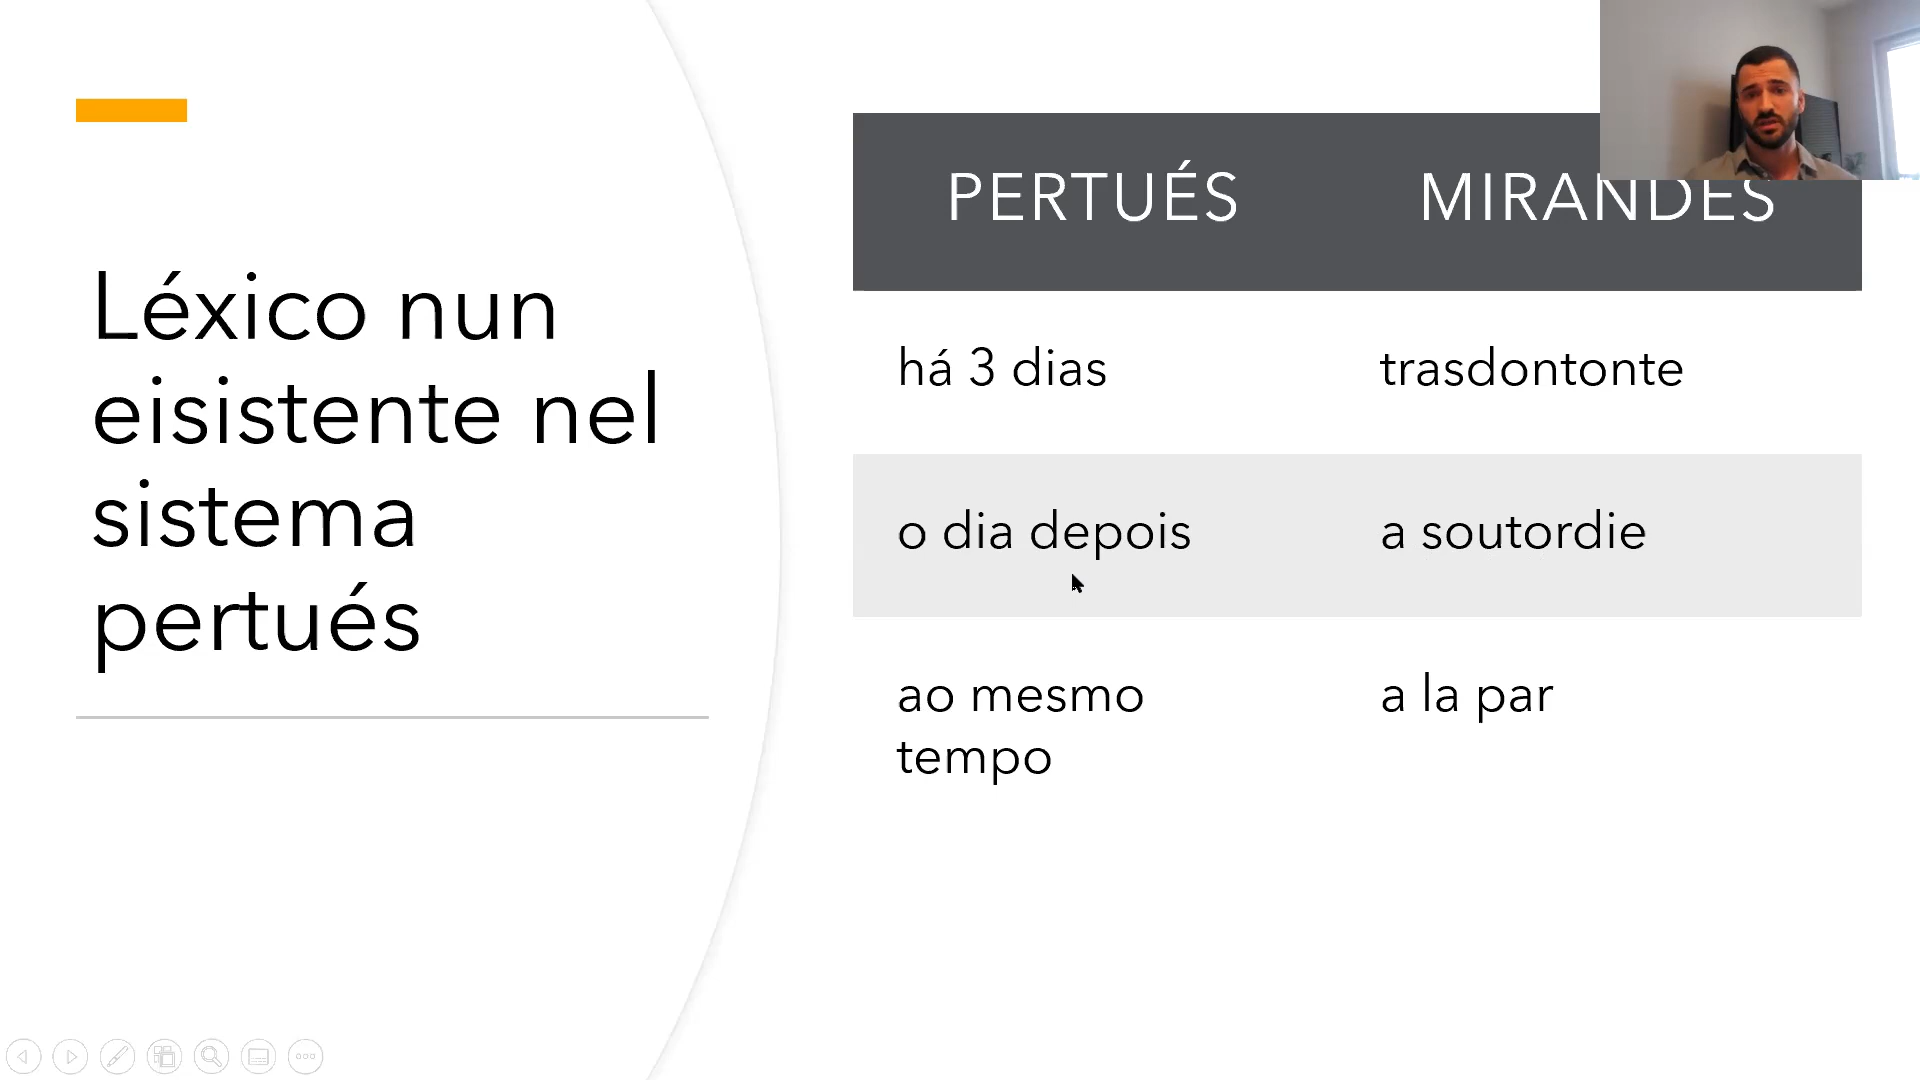 Léxico nun
eisistente nel
sistema
pertués
PERTUÉS MIRANDES
há 3 dias trasdontonte
o dia depois a soutordie
ao mesmo
tempo
a la par